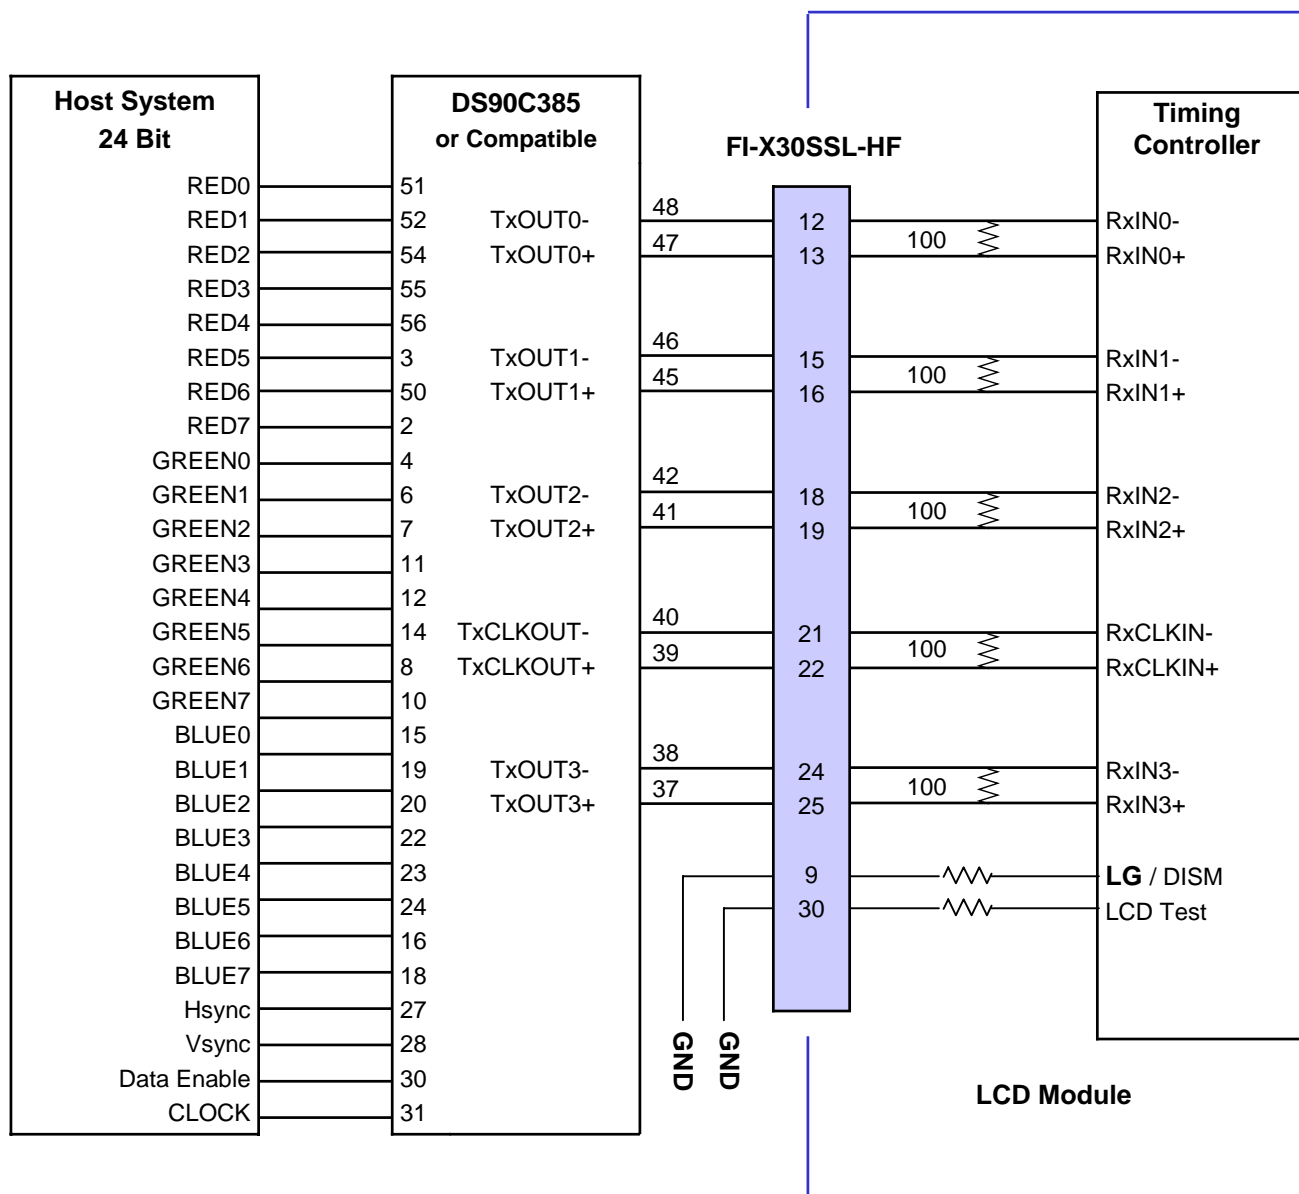 Host System
24 Bit
RED0
RED1
RED2
RED3
RED4
RED5
RED6
RED7
GREEN0
GREEN1
GREEN2
GREEN3
GREEN4
GREEN5
GREEN6
GREEN7
BLUE0
BLUE1
BLUE2
BLUE3
BLUE4
BLUE5
BLUE6
BLUE7
Hsync
Vsync
Data Enable
CLOCK
DS90C385
or Compatible
51
52
54
55
56
3
50
2
4
6
7
11
12
14
8
10
15
19
20
22
23
24
16
18
27
28
30
31
TxOUT0-
TxOUT0+
TxOUT1-
TxOUT1+
TxOUT2-
TxOUT2+
TxCLKOUT-
TxCLKOUT+
TxOUT3-
TxOUT3+
48
47
46
45
42
41
40
39
38
37
GND
GND
FI-X30SSL-HF
12
13
15
16
18
19
21
22
24
25
9
30
100
100
100
100
100
Timing
Controller
RxIN0-
RxIN0+
RxIN1-
RxIN1+
RxIN2-
RxIN2+
RxCLKIN-
RxCLKIN+
RxIN3-
RxIN3+
LG / DISM
LCD Test
LCD Module